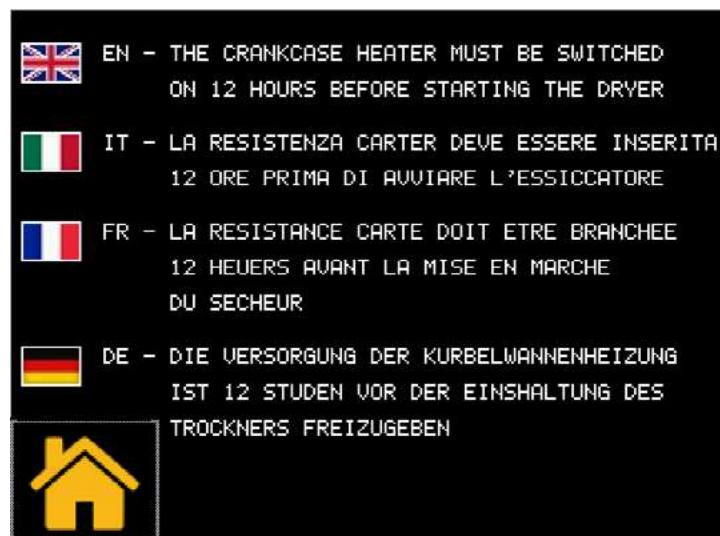 EN - THE CRANKCASE HEATER MUST BE SWITCHED
ON 12 HOURS BEFORE STARTING THE DRYER
IT - LA RESISTENZA CARTER DEVE ESSERE INSERITA
12 ORE PRIMA DI AVVIARE L'ESSICCATORE
FR - LA RESISTANCE CARTE DOIT ETRE BRANCHEE
12 HEUERS AVANT LA MISE EN MARCHE
DU SECHEUR
DE - DIE VERSORGUNG DER KURBELWANNENHEIZUNG
IST 12 STUDEN VOR DER EINSHALTUNG DES
TROCKNERS FREIZUGEBEN